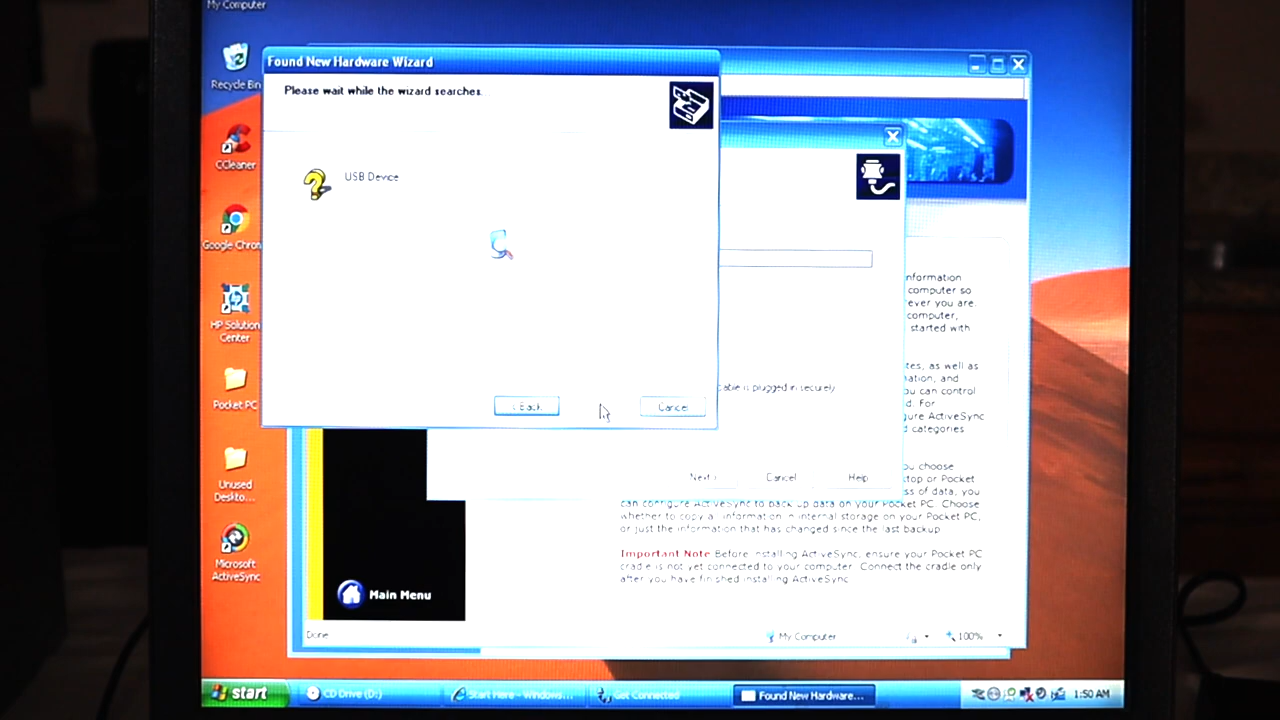 My Computer
Recycle Bin
CCleaner
Google Chrom
HP Solution
Center
Pocket PC
Unused
Deskto...
Microsoft
ActiveSync
Found New Hardware Wizard
Please wait while the wizard searches...
USB Device
< Back
Cancel
cable is plugged in securely
Next >
Cancel
Help
nformation
computer so
ever you are.
omputer,
started with
tes, as well as
ation, and
ou can control
d. For
gure ActiveSync
d categories
ou choose
top or Pocket
ss of data, you
can configure ActiveSync to back up data on your Pocket PC. Choose
whether to copy all information in internal storage on your Pocket PC,
or just the information that has changed since the last backup
Important Note Before installing ActiveSync, ensure your Pocket PC
cradle is not yet connected to your computer. Connect the cradle only
after you have finished installing ActiveSync
Main Menu
Done
My Computer
100%
start
CD Drive (D:)
Start Here - Windows...
Get Connected
Found New Hardware...
1:50 AM